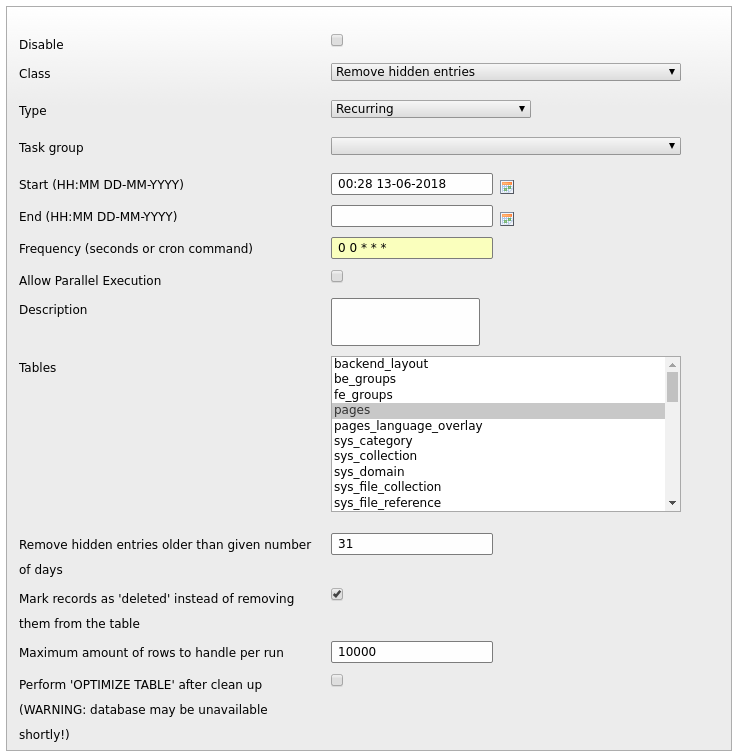 Disable
Class Remove hidden entries
Type Recurring
Task group
Start (HH:MM DD-MM-YYYY) 00:28 13-06-2018
End (HH:MM DD-MM-YYYY)
Frequency (seconds or cron command) 0 0 * * *
Allow Parallel Execution
Description
Tables
backend_layout
be_groups
fe_groups
pages
pages_language_overlay
sys_category
sys_collection
sys_domain
sys_file_collection
sys_file_reference
Remove hidden entries older than given number 31
of days
Mark records as 'deleted' instead of removing
them from the table
Maximum amount of rows to handle per run 10000
Perform 'OPTIMIZE TABLE' after clean up
(WARNING: database may be unavailable
shortly!)